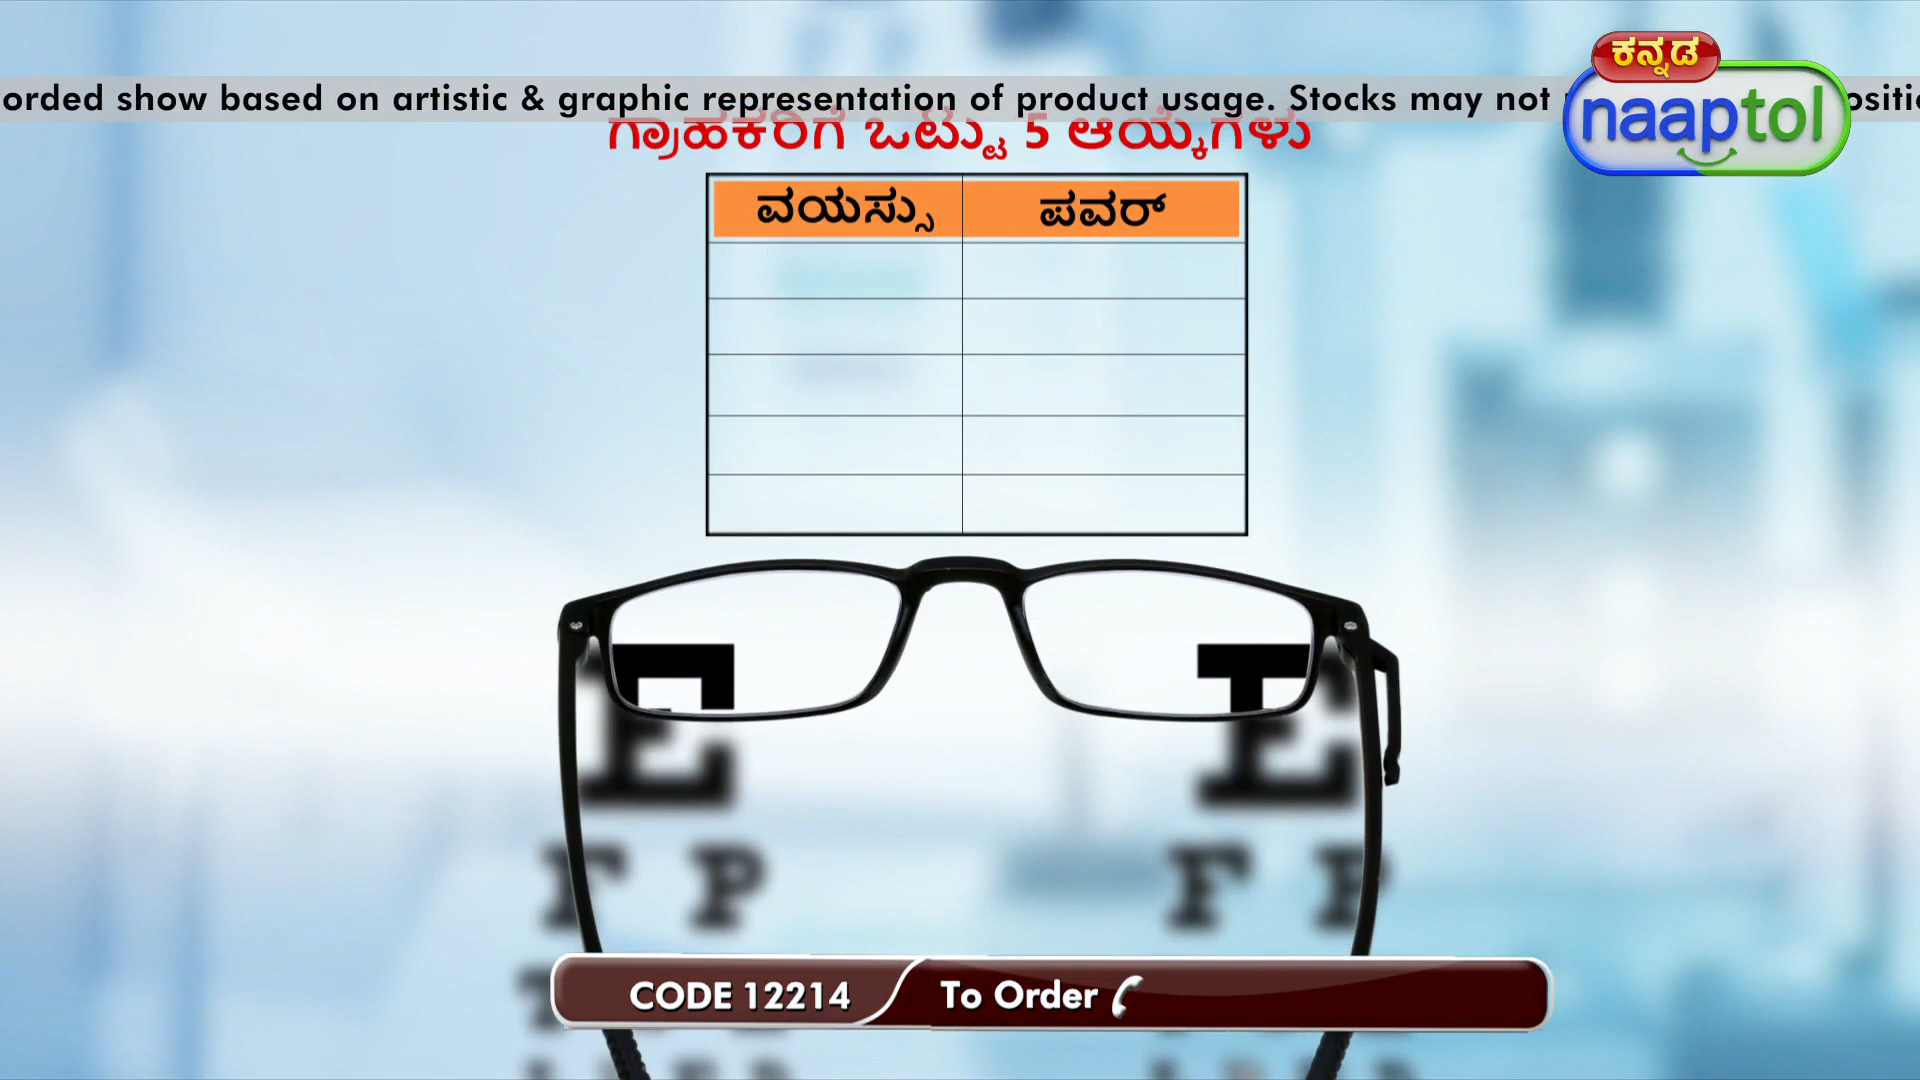 ಕನ್ನಡ
naaptol
orded show based on artistic & graphic representation of product usage. Stocks may not
ಗ್ರಾಹಕರಿಗೆ ಒಟ್ಟು 5 ಆಯ್ಕೆಗಳು
ವಯಸ್ಸು ಪವರ್
E E
F P F P
CODE 12214 To Order